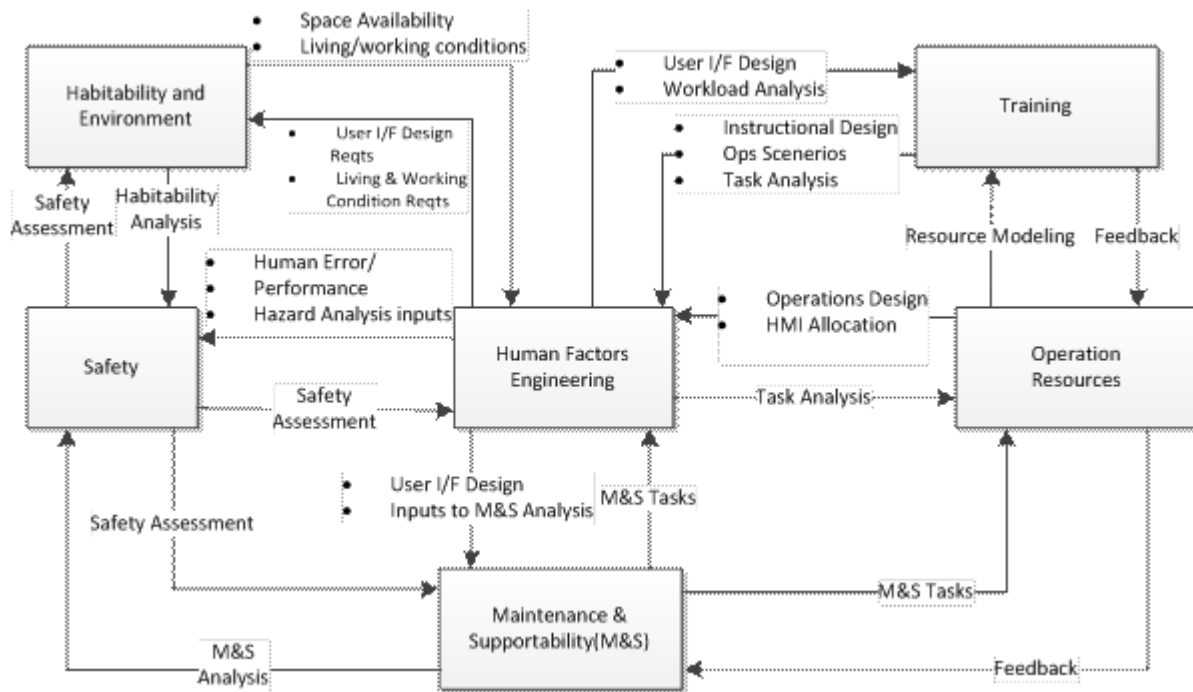 Space Availability
Living/working conditions
Habitability and
Environment
User I/F Design
Workload Analysis
Training
User I/F Design
Reqts
Living & Working
Condition Reqts
Instructional Design
Ops Scenerios
Task Analysis
Safety
Assessment
Habitability
Analysis
Resource Modeling
Feedback
Human Error/
Performance
Hazard Analysis inputs
Operations Design
HMI Allocation
Safety
Human Factors
Engineering
Operation
Resources
Safety
Assessment
Task Analysis
User I/F Design
Inputs to M&S Analysis
M&S Tasks
Safety Assessment
M&S Tasks
Maintenance &
Supportability(M&S)
M&S
Analysis
Feedback